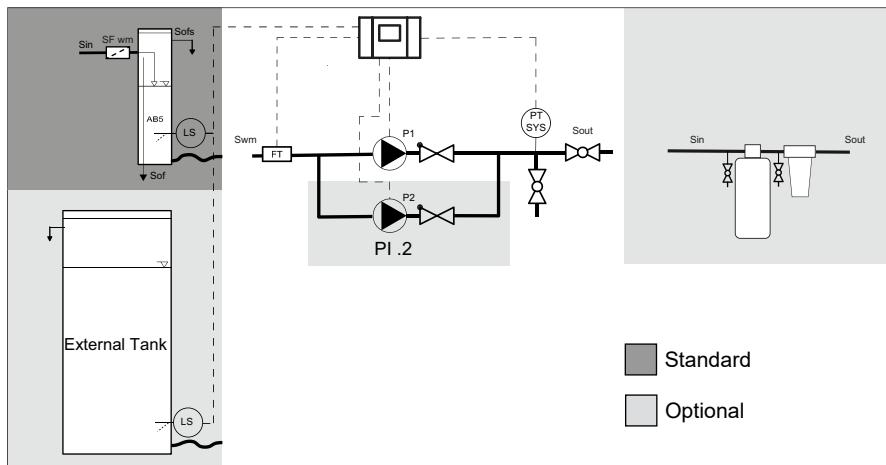 Sin
SF wm
Sofs
AB5
LS
Sof
Swm
FT
P1
P2
PI .2
PT
SYS
Sout
Sin
Sout
External Tank
LS
Standard
Optional